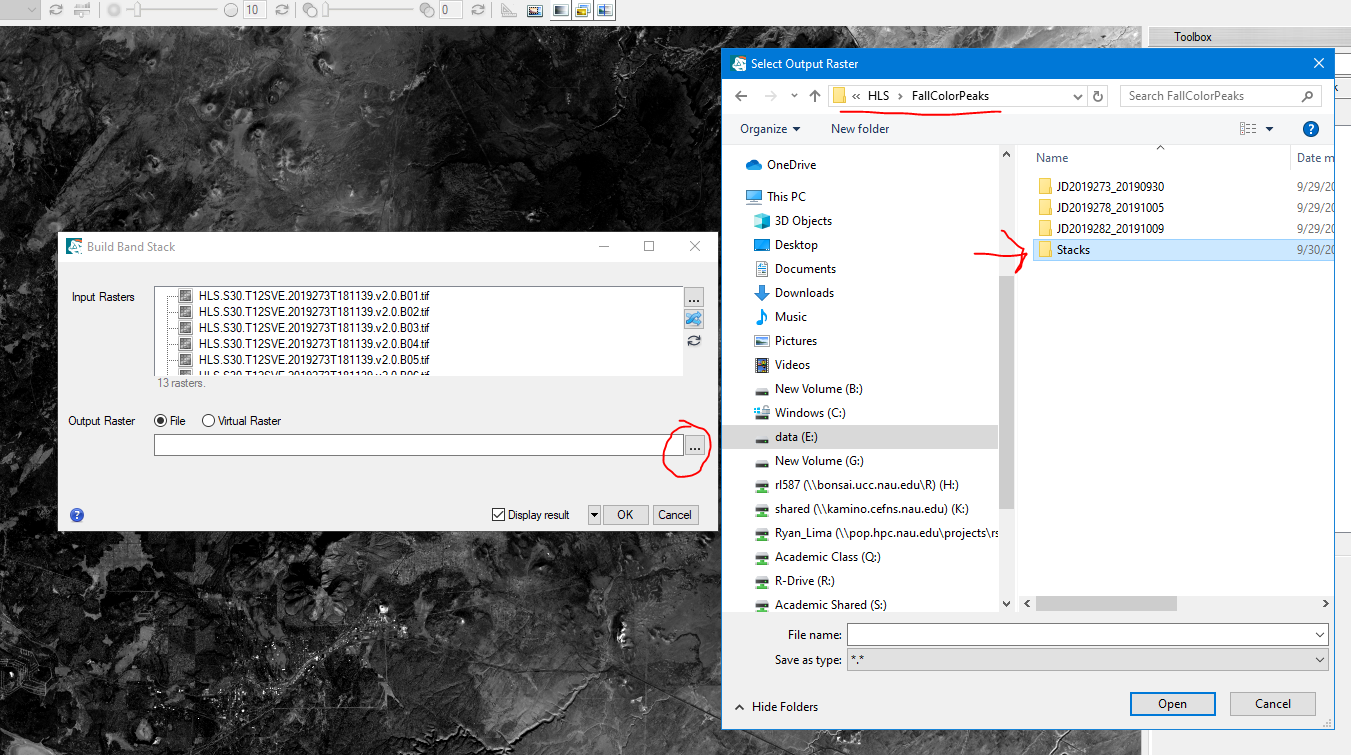 10
0
Toolbox
Select Output Raster
« HLS › FallColorPeaks
Search FallColorPeaks
Organize
New folder
OneDrive
This PC
3D Objects
Desktop
Documents
Downloads
Music
Pictures
Videos
New Volume (B:)
Windows (C:)
data (E:)
New Volume (G:)
rl587 (\\bonsai.ucc.nau.edu\R) (H:)
shared (\\kamino.cefns.nau.edu) (K:)
Ryan_Lima (\\pop.hpc.nau.edu\projects\rs
Academic Class (Q:)
R-Drive (R:)
Academic Shared (S:)
Name
Date m
JD2019273_20190930
9/29/20
JD2019278_20191005
9/29/20
JD2019282_20191009
9/29/20
Stacks
9/30/20
File name:
Save as type: *.*
Hide Folders
Open
Cancel
Build Band Stack
Input Rasters
HLS.S30.T12SVE.2019273T181139.v2.0.B01.tif
HLS.S30.T12SVE.2019273T181139.v2.0.B02.tif
HLS.S30.T12SVE.2019273T181139.v2.0.B03.tif
HLS.S30.T12SVE.2019273T181139.v2.0.B04.tif
HLS.S30.T12SVE.2019273T181139.v2.0.B05.tif
HLS.S30.T12SVE.2019273T181139.v2.0.B06.tif
...
13 rasters.
Output Raster
File
Virtual Raster
...
Display result
OK
Cancel